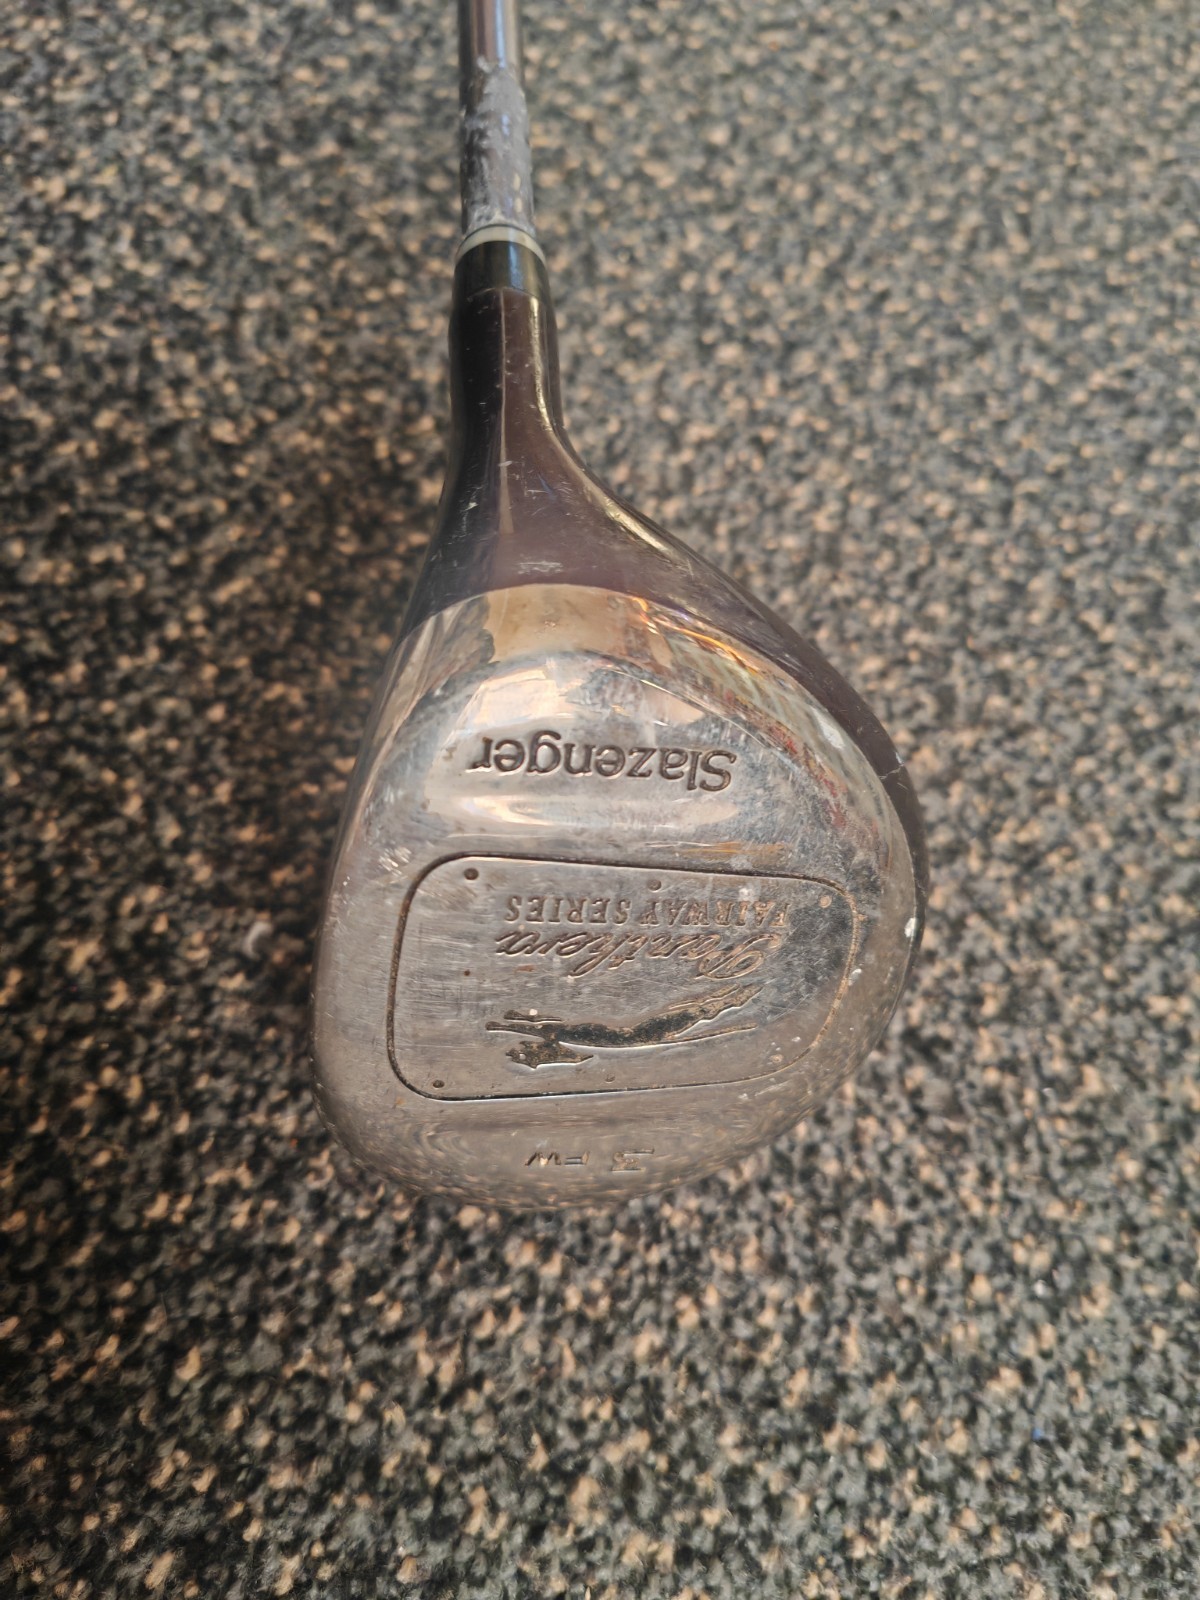 Slazenger
Panthera
FAIRWAY SERIES
3 FW